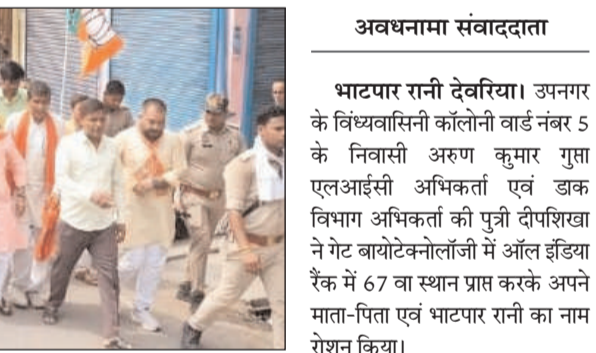 अवधनामा संवाददाता
भाटपार रानी देवरिया। उपनगर
के विंध्यवासिनी कॉलोनी वार्ड नंबर 5
के निवासी अरुण कुमार गुप्ता
एलआईसी अभिकर्ता एवं डाक
विभाग अभिकर्ता की पुत्री दीपशिखा
ने गेट बायोटेक्नोलॉजी में ऑल इंडिया
रैंक में 67 वा स्थान प्राप्त करके अपने
माता-पिता एवं भाटपार रानी का नाम
रोशन किया।